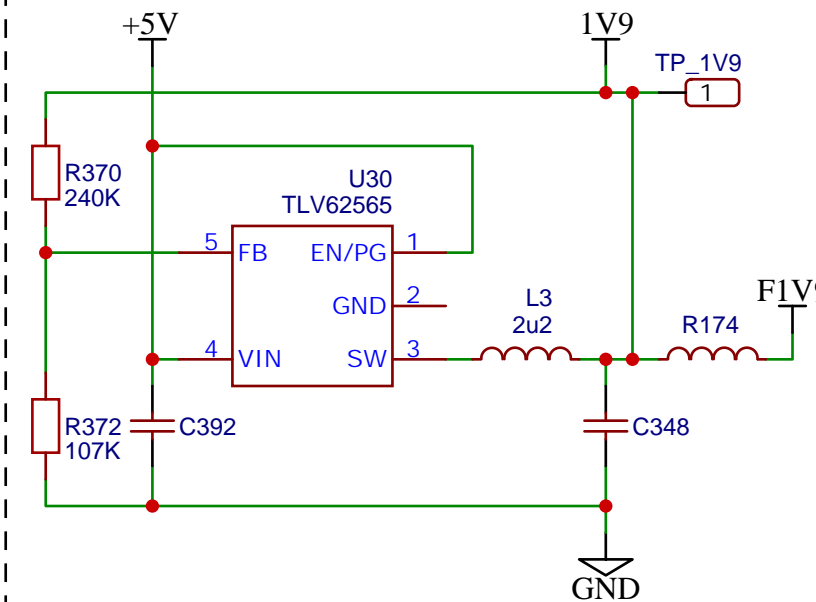 +5V
1V9
TP_1V9
1
R370
240K
U30
TLV62565
5 FB EN/PG 1
GND 2
4 VIN SW 3
L3
2u2
F1V9
R174
R372
107K
C392
C348
GND